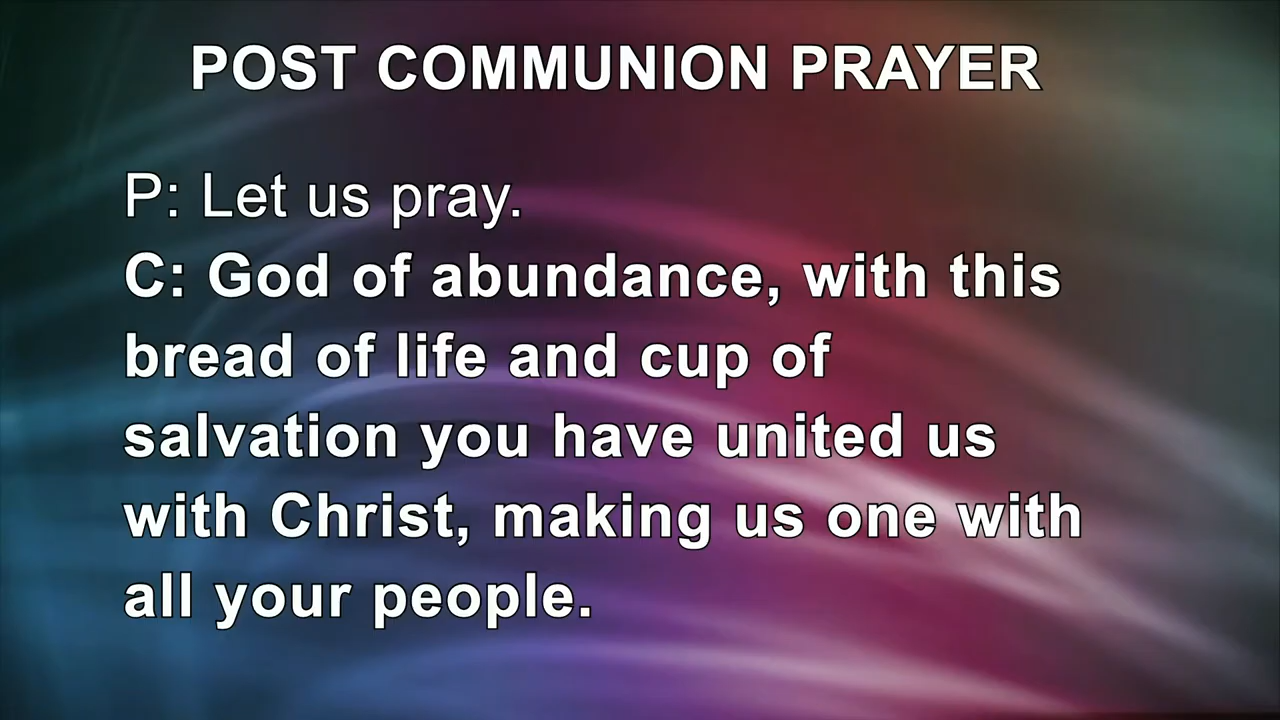 POST COMMUNION PRAYER
P: Let us pray.
C: God of abundance, with this
bread of life and cup of
salvation you have united us
with Christ, making us one with
all your people.